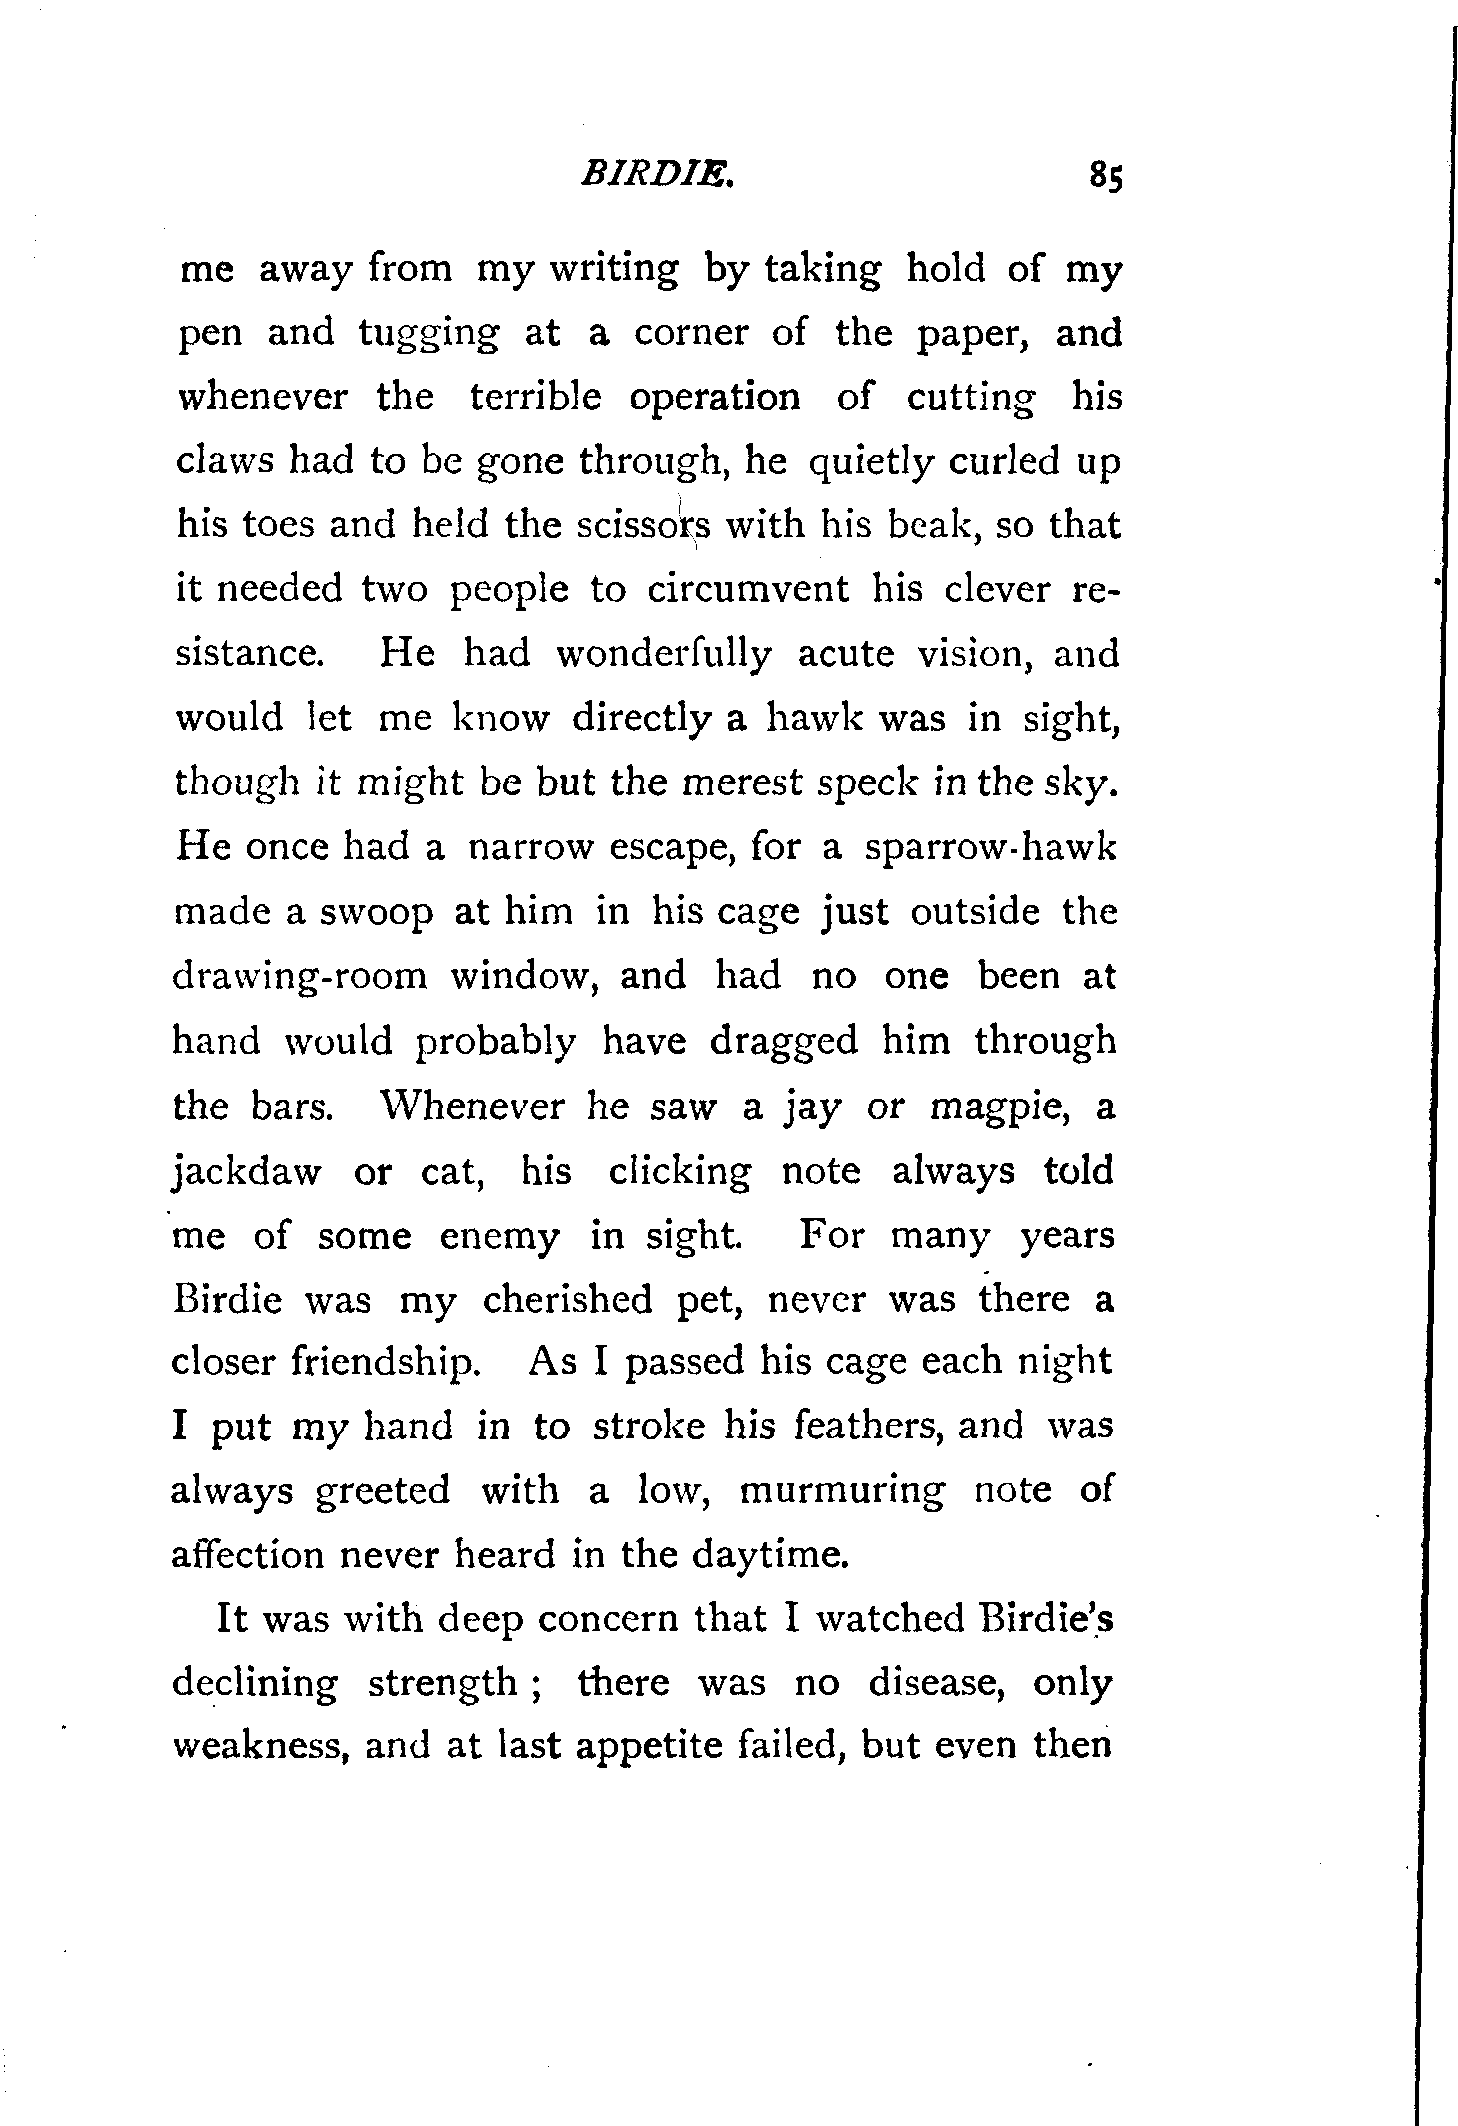 BIRDIE. 85
me away from my writing by taking hold of my
pen and tugging at a corner of the paper, and
whenever the terrible operation of cutting his
claws had to be gone through, he quietly curled up
his toes and held the scissors with his beak, so that
it needed two people to circumvent his clever re-
sistance. He had wonderfully acute vision, and
would let me know directly a hawk was in sight,
though it might be but the merest speck in the sky.
He once had a narrow escape, for a sparrow-hawk
made a swoop at him in his cage just outside the
drawing-room window, and had no one been at
hand would probably have dragged him through
the bars. Whenever he saw a jay or magpie, a
jackdaw or cat, his clicking note always told
me of some enemy in sight. For many years
Birdie was my cherished pet, never was there a
closer friendship. As I passed his cage each night
I put my hand in to stroke his feathers, and was
always greeted with a low, murmuring note of
affection never heard in the daytime.
It was with deep concern that I watched Birdie's
declining strength ; there was no disease, only
weakness, and at last appetite failed, but even then